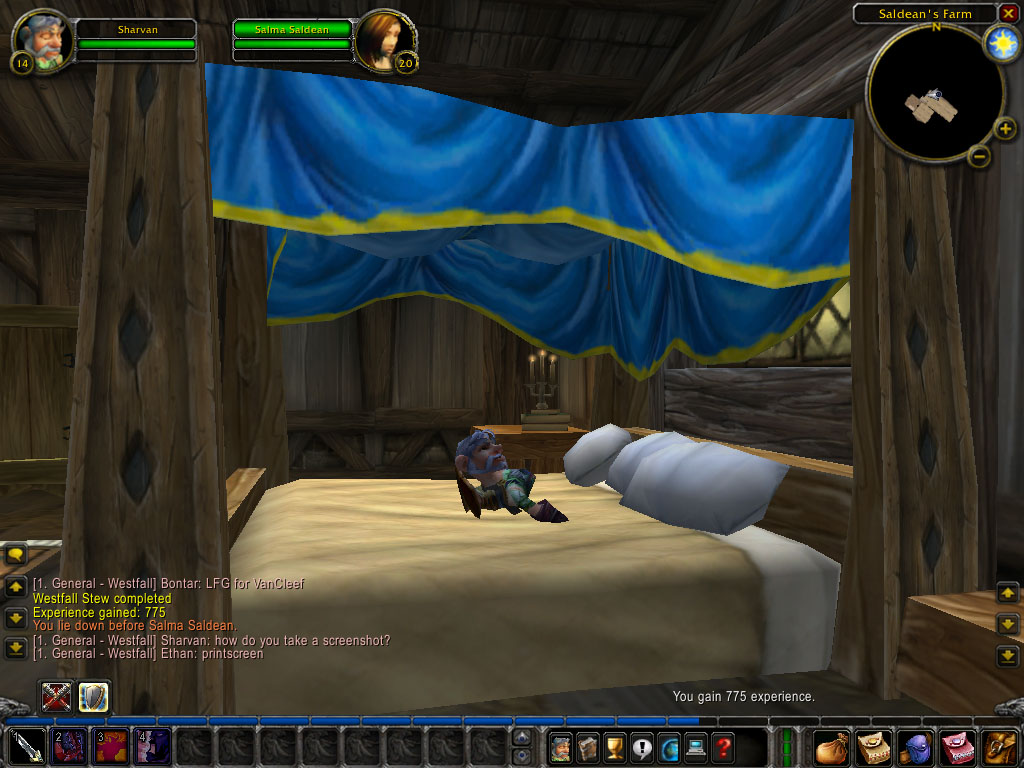 Sharvan
14
Salma Saldean
20
Saldean's Farm
N
[1. General - Westfall] Bontar: LFG for VanCleef
Westfall Stew completed
Experience gained: 775
You lie down before Salma Saldean.
[1. General - Westfall] Sharvan: how do you take a screenshot?
[1. General - Westfall] Ethan: printscreen
You gain 775 experience.
1 2 3 4